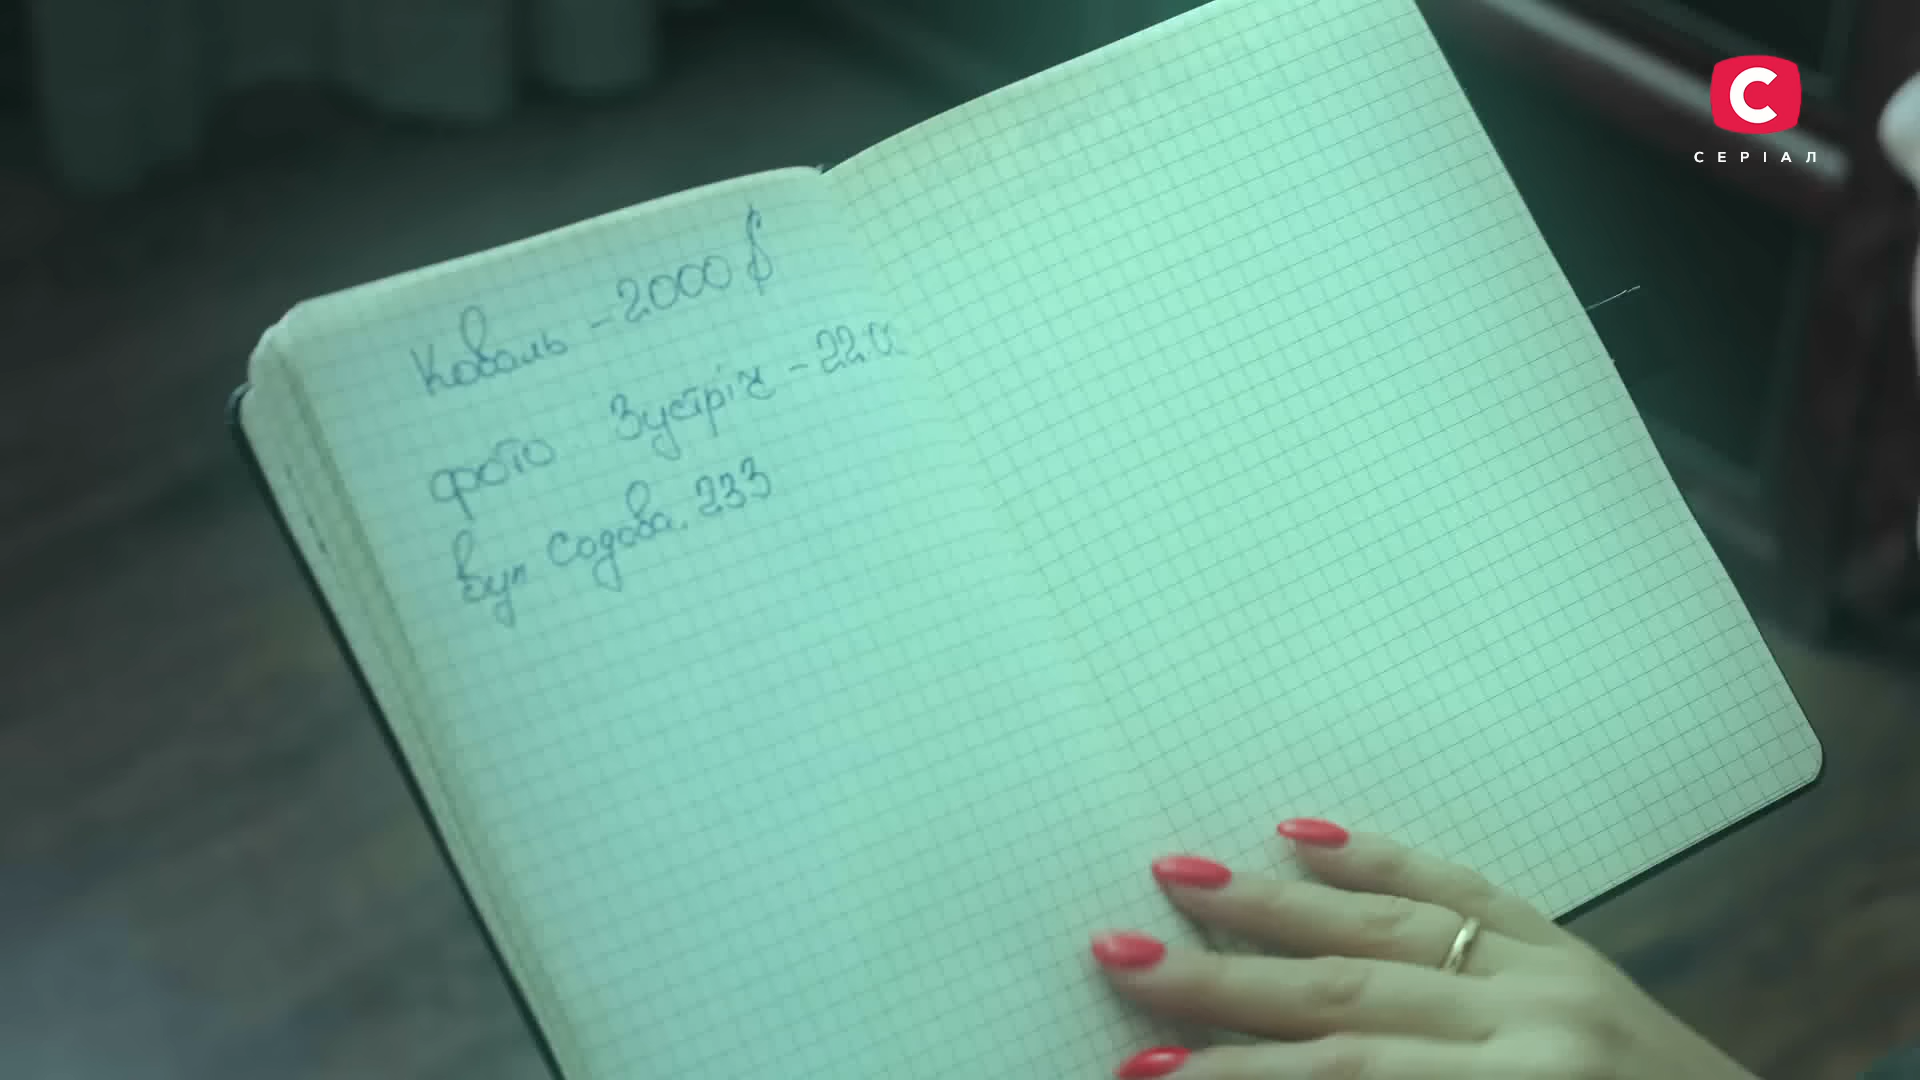 Коваль - 2000 $
фото Зустріч - 22:0
вул Садова, 233
С
СЕРІАЛ